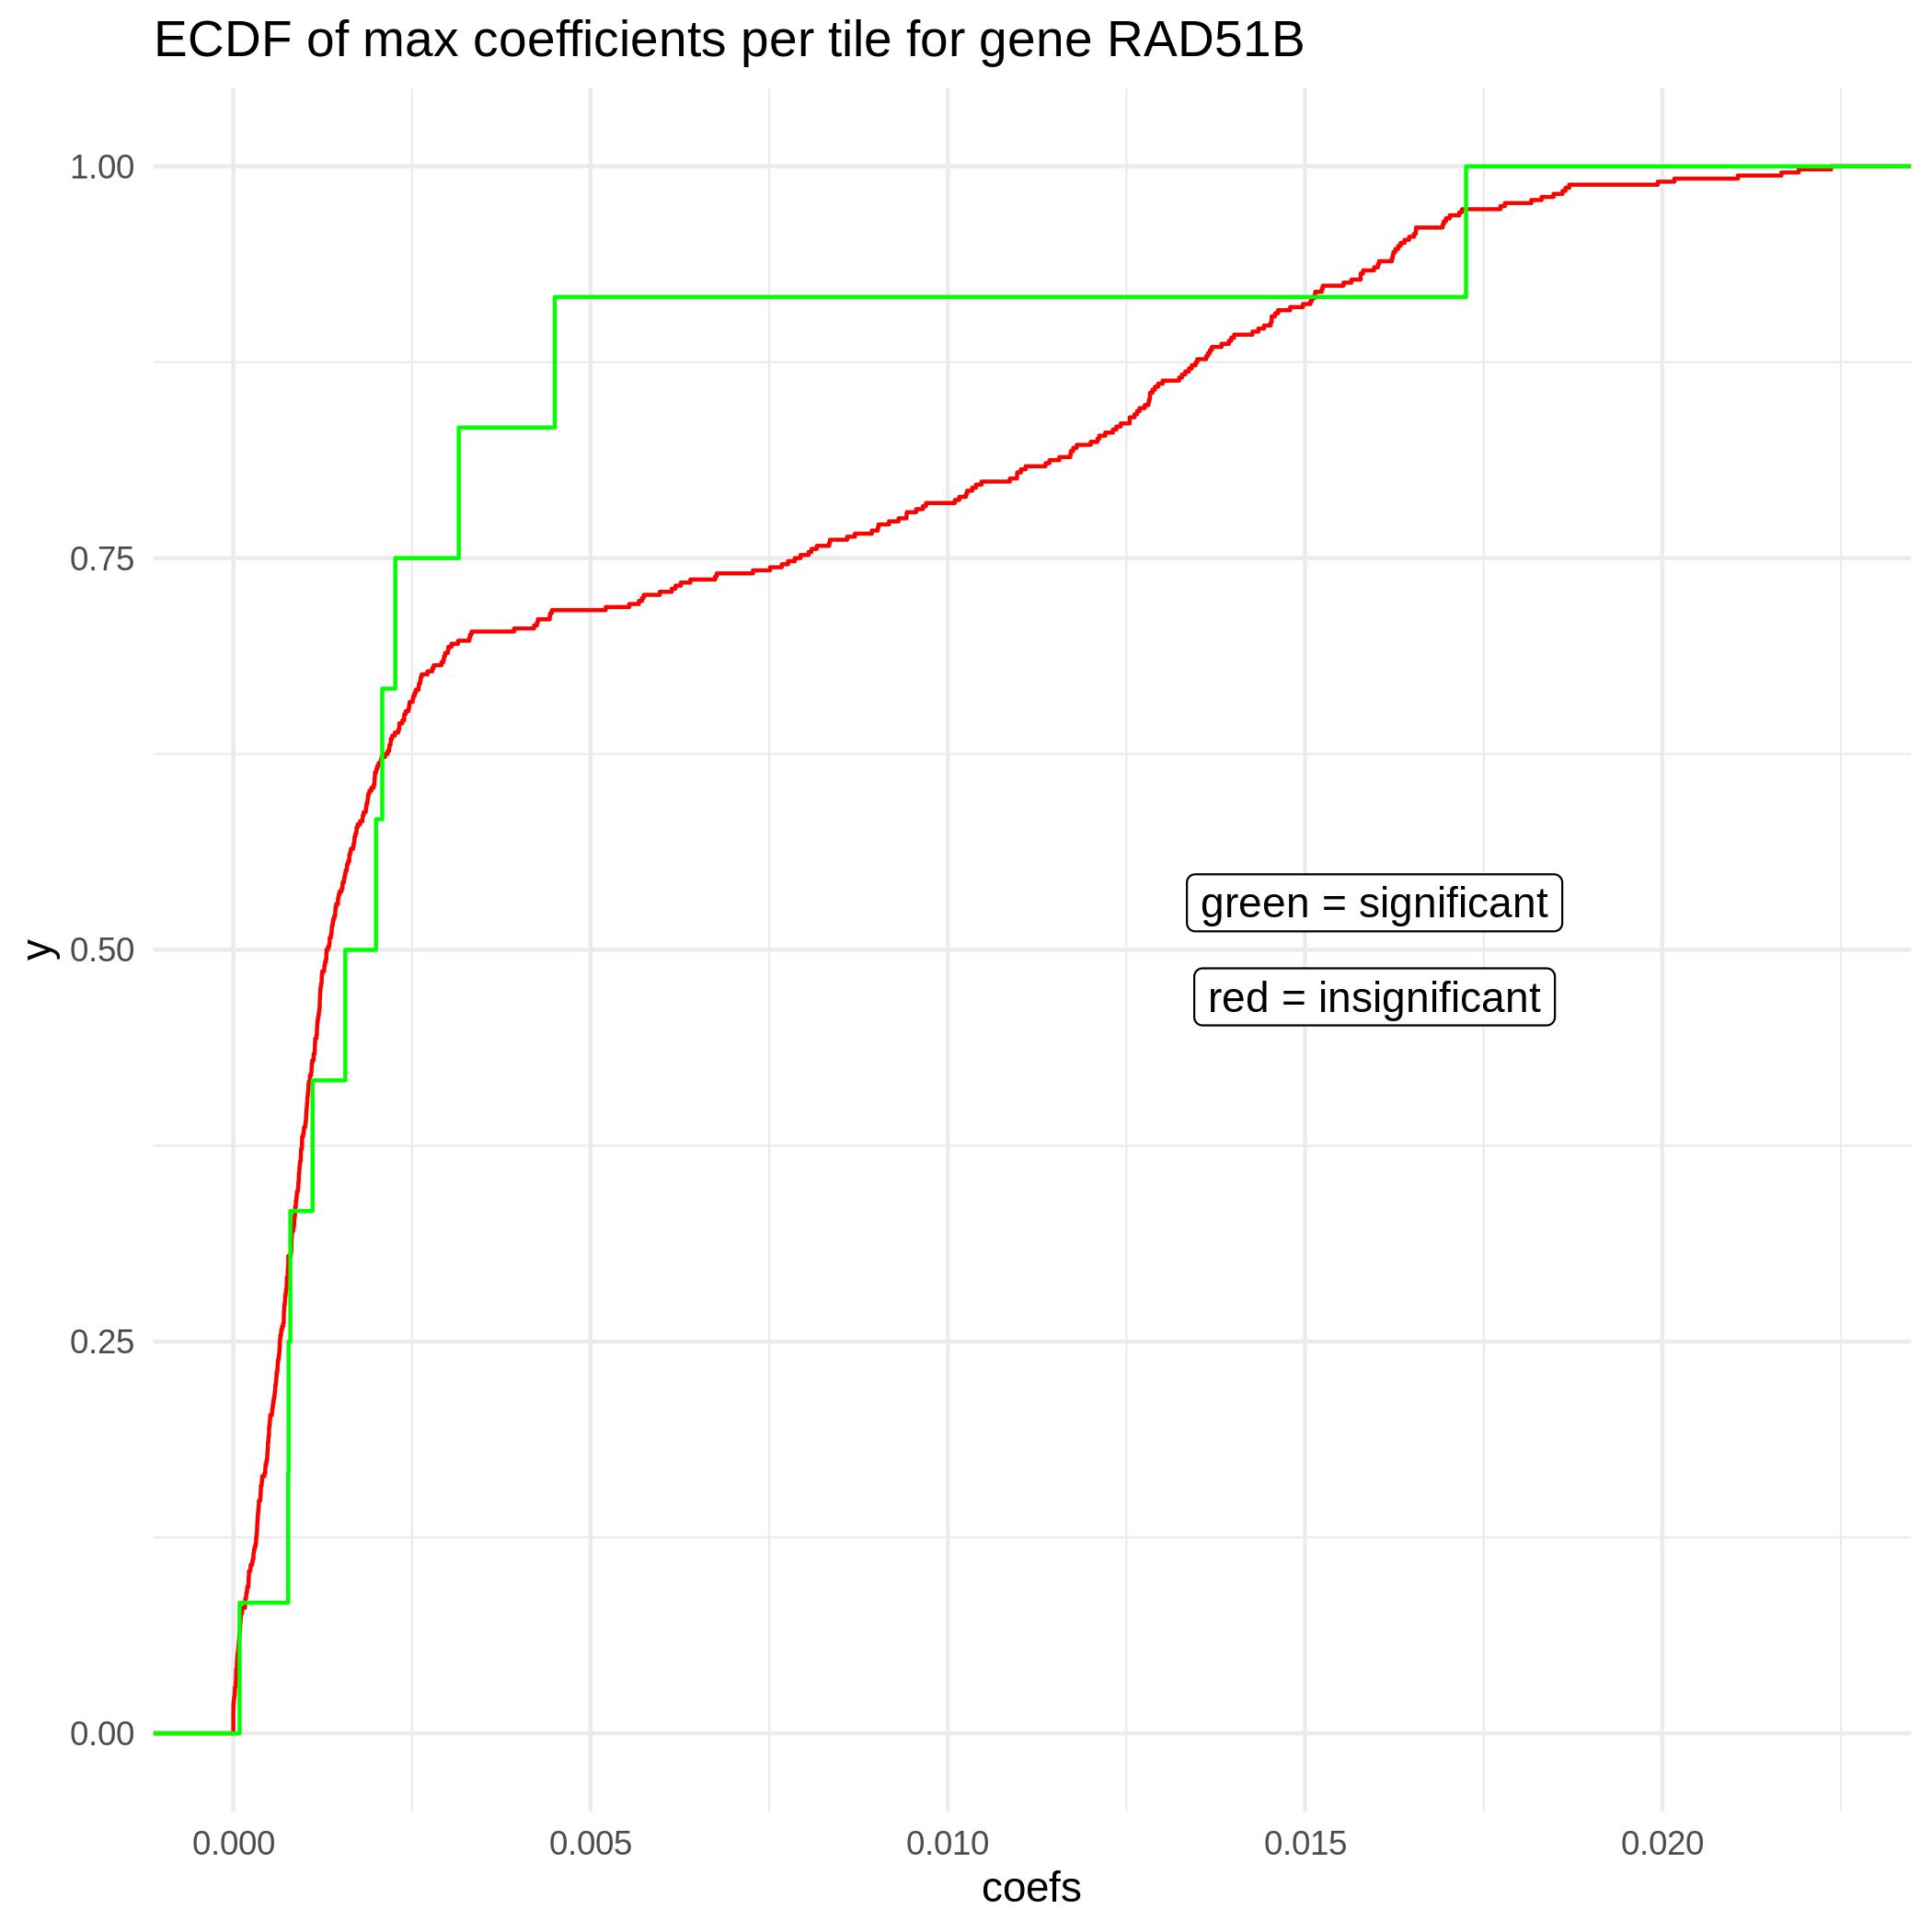 ECDF of max coefficients per tile for gene RAD51B
1.00
0.75
0.50
0.25
0.00
y
green = significant
red = insignificant
0.000 0.005 0.010 0.015 0.020
coefs